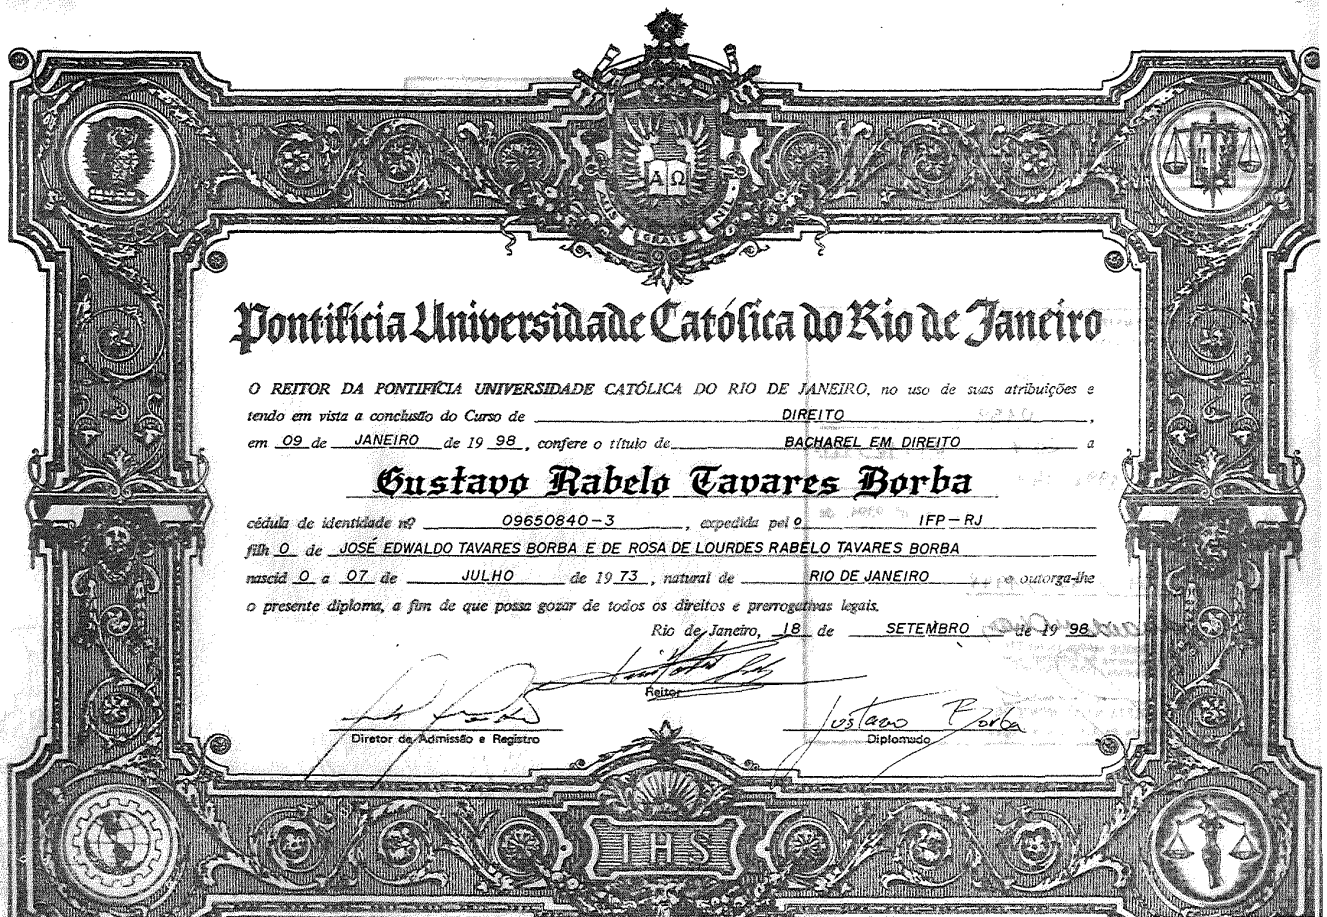 ALIS
GRAVE
NIL
Α Ω
Pontifícia Universidade Católica do Rio de Janeiro
O REITOR DA PONTIFÍCIA UNIVERSIDADE CATÓLICA DO RIO DE JANEIRO, no uso de suas atribuições e
tendo em vista a conclusão do Curso de DIREITO,
em 09 de JANEIRO de 19 98, confere o título de BACHAREL EM DIREITO a
Gustavo Rabelo Tavares Borba
cédula de identidade nº 09650840-3, expedida pel o IFP-RJ
filh O de JOSÉ EDWALDO TAVARES BORBA E DE ROSA DE LOURDES RABELO TAVARES BORBA
nascid O a 07 de JULHO de 19 73, natural de RIO DE JANEIRO e outorga-lhe
o presente diploma, a fim de que possa gozar de todos os direitos e prerrogativas legais.
Rio de Janeiro, 18 de SETEMBRO de 19 98
Reitor
Gustavo Borba
Diretor de Admissão e Registro
Diplomado
IHS